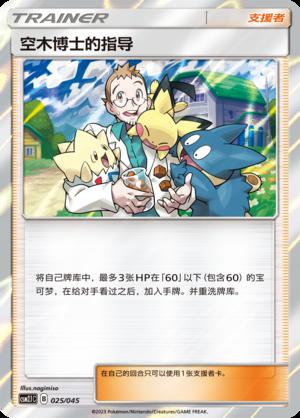 TRAINER
支援者
空木博士的指导
将自己牌库中，最多3张HP在「60」以下（包含60）的宝
可梦，在给对手看过之后，加入手牌。并重洗牌库。
Illus.nagimiso
CSM2.1C B 025/045
在自己的回合只可以使用1张支援者卡。
©2023 Pokémon/Nintendo/Creatures/GAME FREAK.